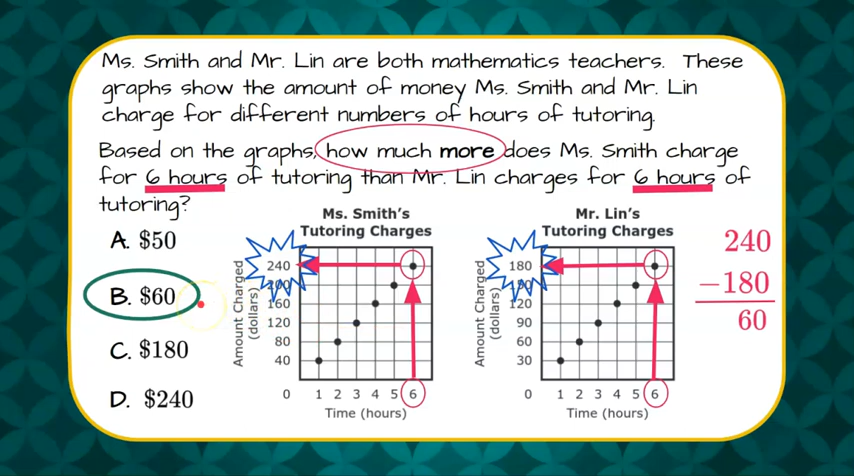 Ms. Smith and Mr. Lin are both mathematics teachers. These
graphs show the amount of money Ms. Smith and Mr. Lin
charge for different numbers of hours of tutoring.
Based on the graphs, how much more does Ms. Smith charge
for 6 hours of tutoring than Mr. Lin charges for 6 hours of
tutoring?
A. $50
B. $60
C. $180
D. $240
Ms. Smith's
Tutoring Charges
Amount Charged
(dollars)
240
200
160
120
80
40
0 1 2 3 4 5 6
Time (hours)
Mr. Lin's
Tutoring Charges
Amount Charged
(dollars)
180
150
120
90
60
30
0 1 2 3 4 5 6
Time (hours)
240
−180
60